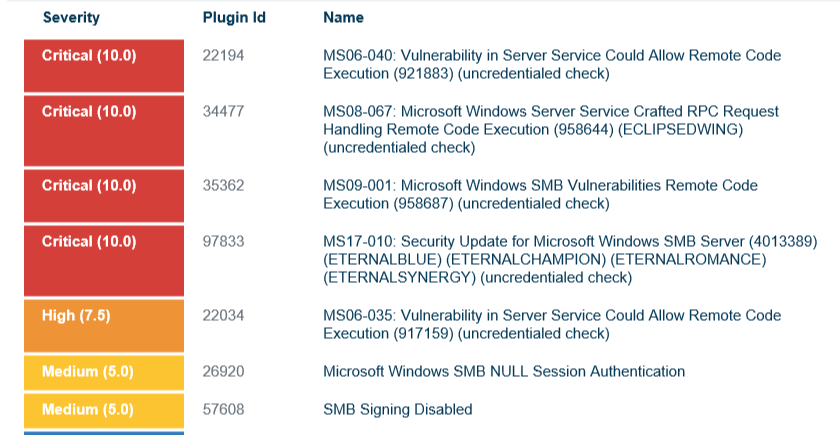 Severity Plugin Id Name
Critical (10.0) 22194 MS06-040: Vulnerability in Server Service Could Allow Remote Code
Execution (921883) (uncredentialed check)
Critical (10.0) 34477 MS08-067: Microsoft Windows Server Service Crafted RPC Request
Handling Remote Code Execution (958644) (ECLIPSEDWING)
(uncredentialed check)
Critical (10.0) 35362 MS09-001: Microsoft Windows SMB Vulnerabilities Remote Code
Execution (958687) (uncredentialed check)
Critical (10.0) 97833 MS17-010: Security Update for Microsoft Windows SMB Server (4013389)
(ETERNALBLUE) (ETERNALCHAMPION) (ETERNALROMANCE)
(ETERNALSYNERGY) (uncredentialed check)
High (7.5) 22034 MS06-035: Vulnerability in Server Service Could Allow Remote Code
Execution (917159) (uncredentialed check)
Medium (5.0) 26920 Microsoft Windows SMB NULL Session Authentication
Medium (5.0) 57608 SMB Signing Disabled